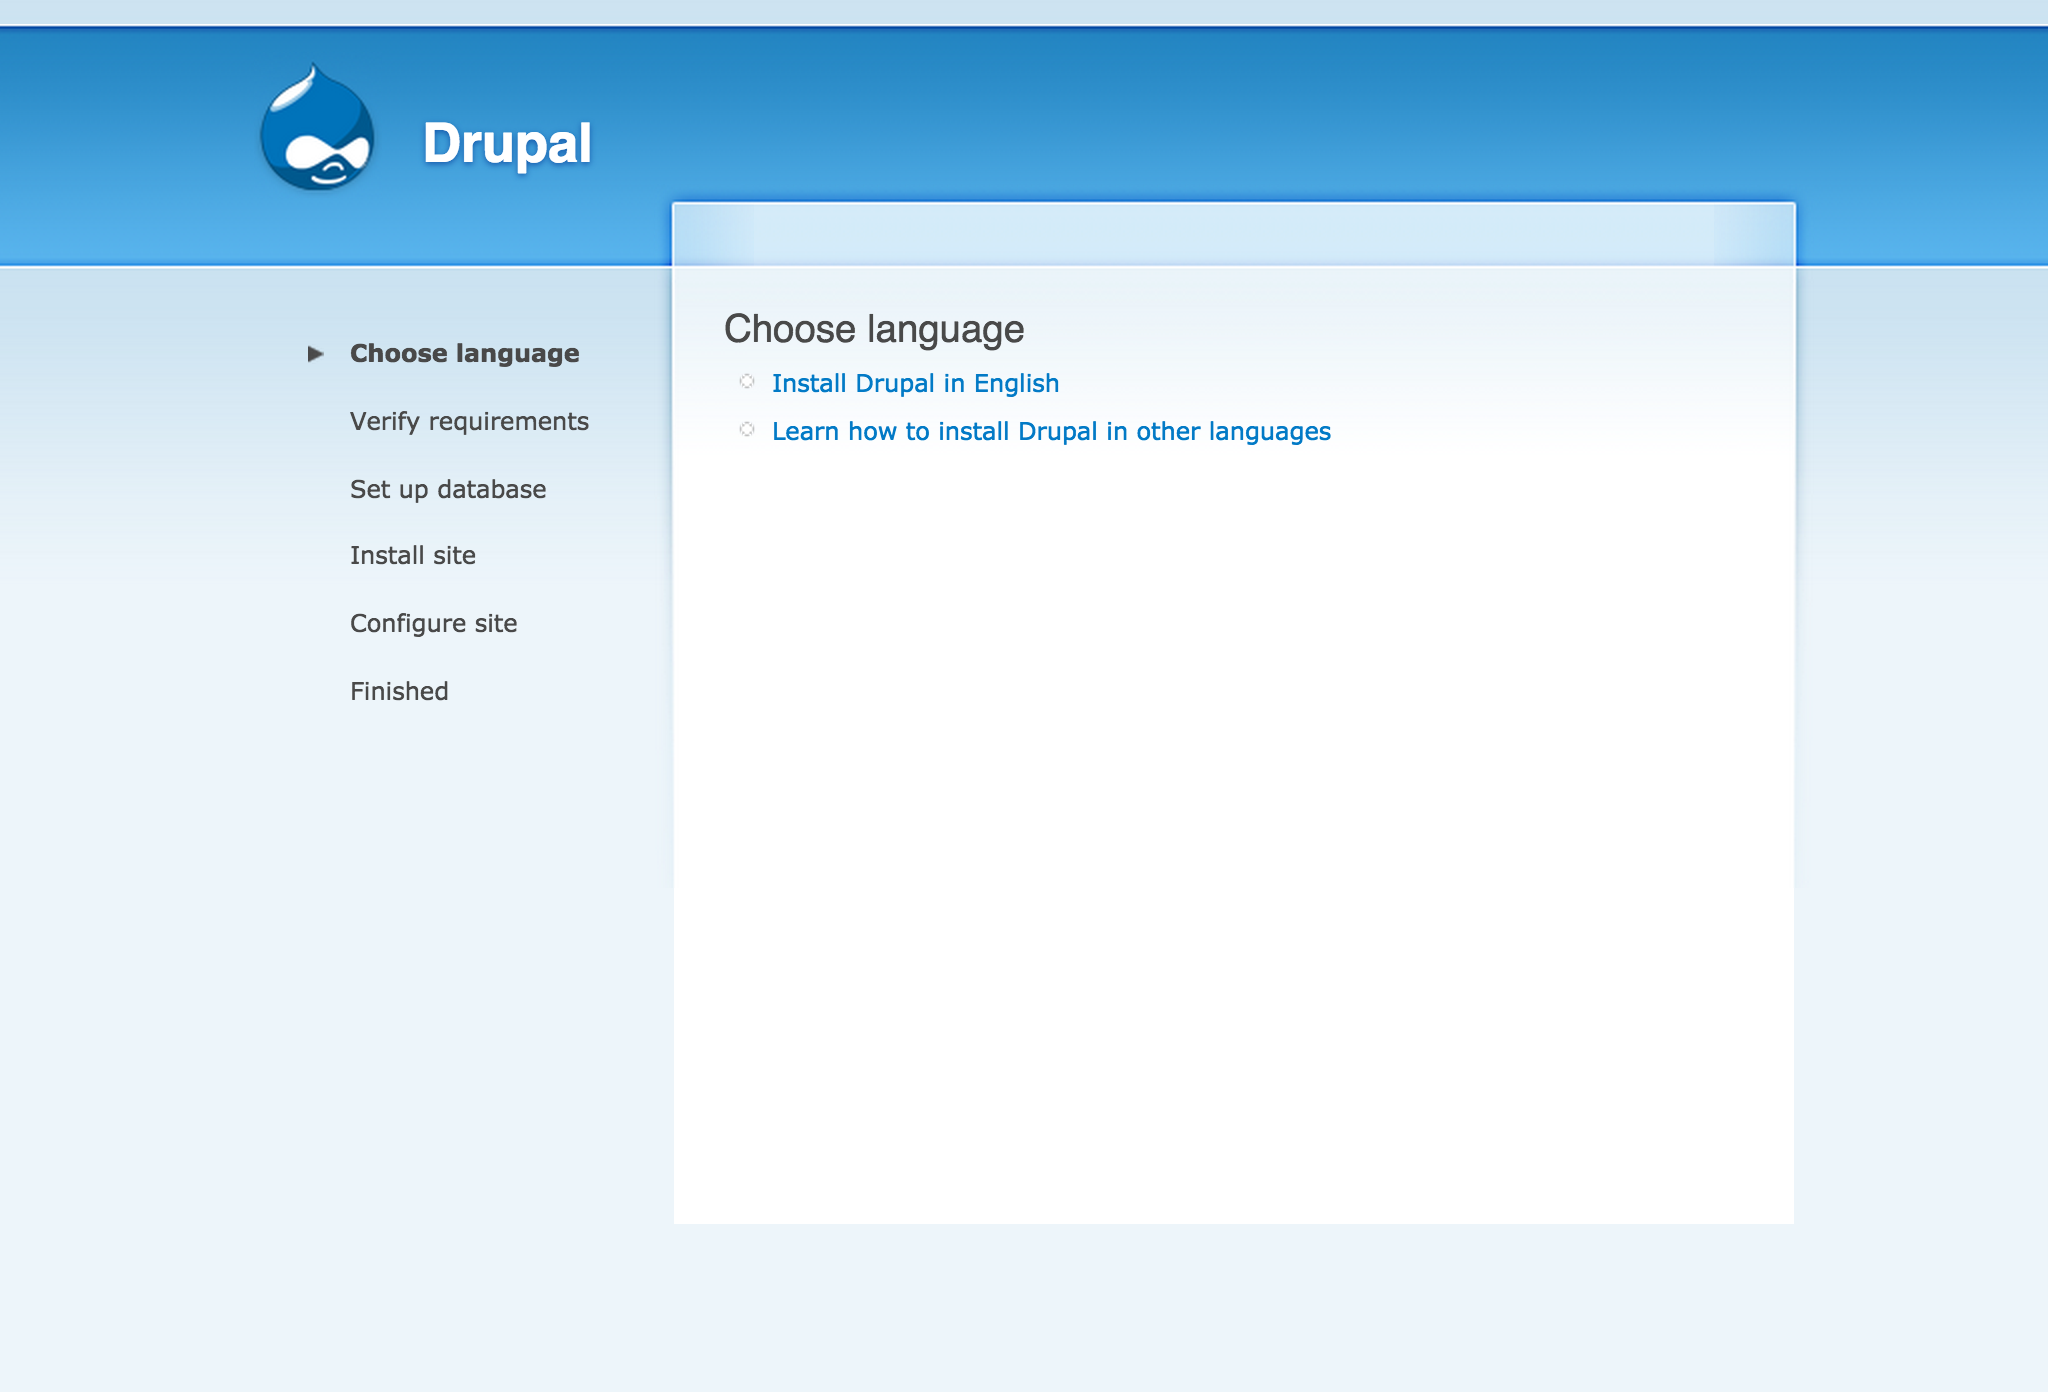 Drupal
Choose language
Verify requirements
Set up database
Install site
Configure site
Finished
Choose language
Install Drupal in English
Learn how to install Drupal in other languages